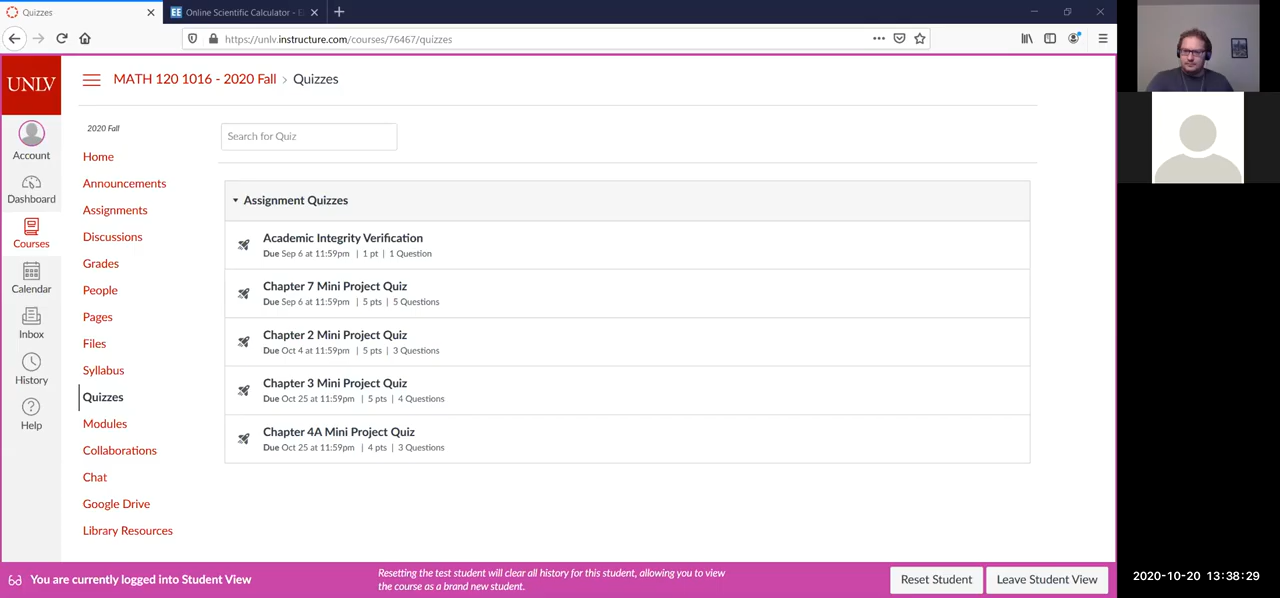 Quizzes
Online Scientific Calculator - E
https://unlv.instructure.com/courses/76467/quizzes
UNLV
MATH 120 1016 - 2020 Fall › Quizzes
Account
Dashboard
Courses
Calendar
Inbox
History
Help
2020 Fall
Home
Announcements
Assignments
Discussions
Grades
People
Pages
Files
Syllabus
Quizzes
Modules
Collaborations
Chat
Google Drive
Library Resources
Search for Quiz
Assignment Quizzes
Academic Integrity Verification
Due Sep 6 at 11:59pm | 1 pt | 1 Question
Chapter 7 Mini Project Quiz
Due Sep 6 at 11:59pm | 5 pts | 5 Questions
Chapter 2 Mini Project Quiz
Due Oct 4 at 11:59pm | 5 pts | 3 Questions
Chapter 3 Mini Project Quiz
Due Oct 25 at 11:59pm | 5 pts | 4 Questions
Chapter 4A Mini Project Quiz
Due Oct 25 at 11:59pm | 4 pts | 3 Questions
You are currently logged into Student View
Resetting the test student will clear all history for this student, allowing you to view
the course as a brand new student.
Reset Student
Leave Student View
2020-10-20 13:38:29